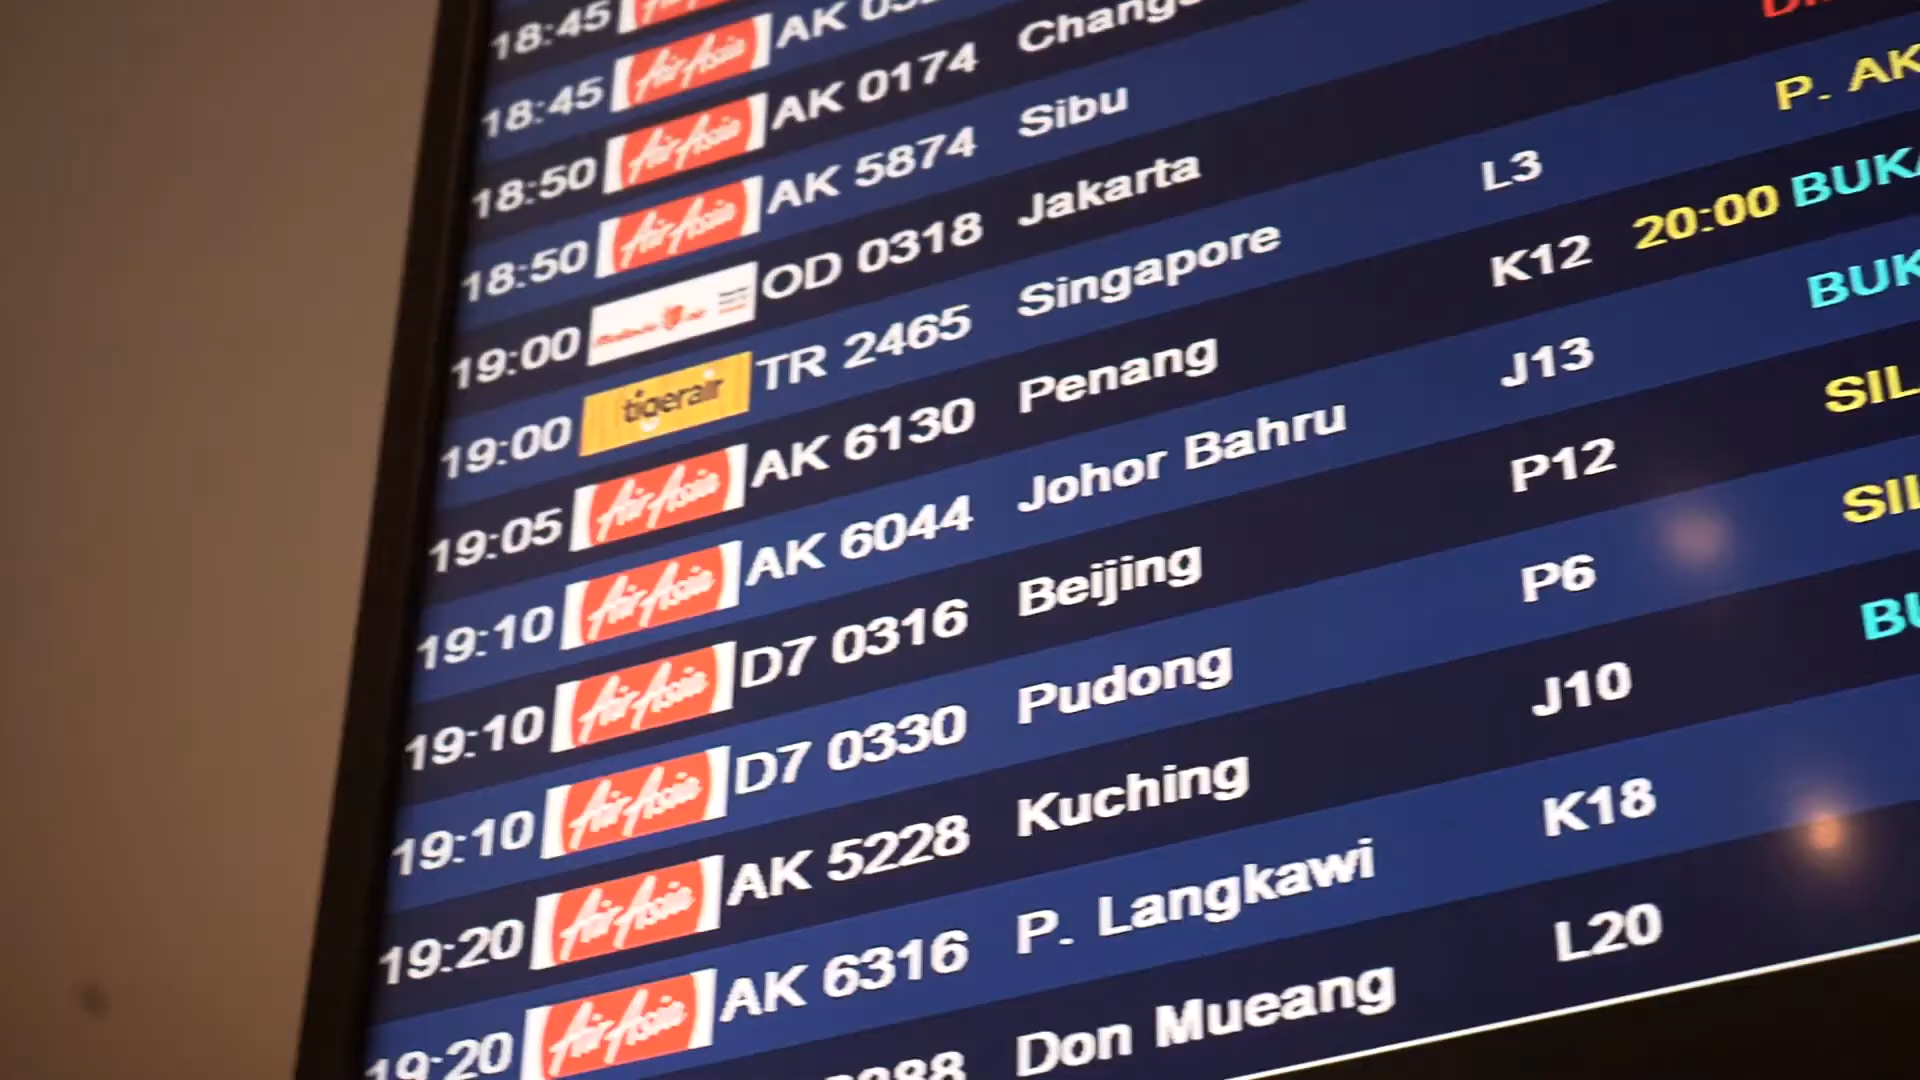 18:45 AirAsia
18:45 AirAsia AK
18:50 AirAsia AK 0174
18:50 AirAsia AK 5874 Sibu
19:00 OD 0318 Jakarta
19:00 tigerair TR 2465 Singapore L3 P. AK
19:05 AirAsia AK 6130 Penang K12 20:00 BUKA
19:10 AirAsia AK 6044 Johor Bahru J13 BUK
19:10 AirAsia D7 0316 Beijing P12 SIL
19:10 AirAsia D7 0330 Pudong P6 SIL
19:20 AirAsia AK 5228 Kuching J10 BU
19:20 AirAsia AK 6316 P. Langkawi K18
Don Mueang L20